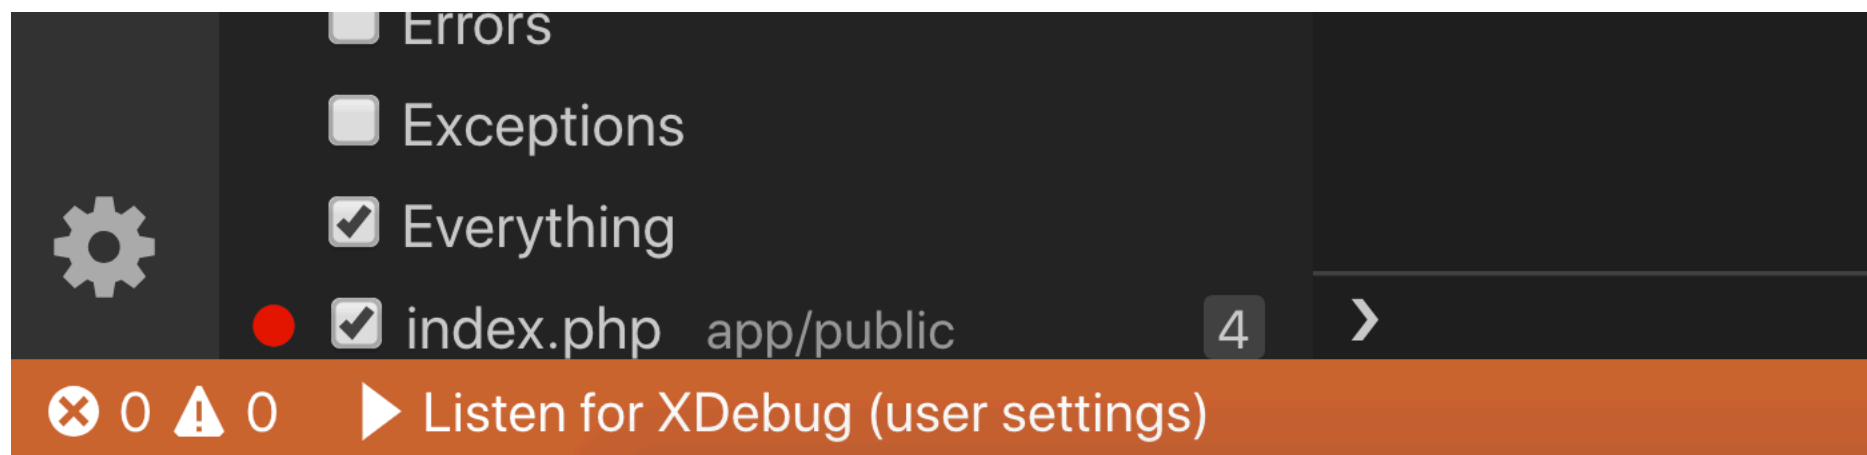 Errors
Exceptions
Everything
index.php app/public 4
0 0 Listen for XDebug (user settings)